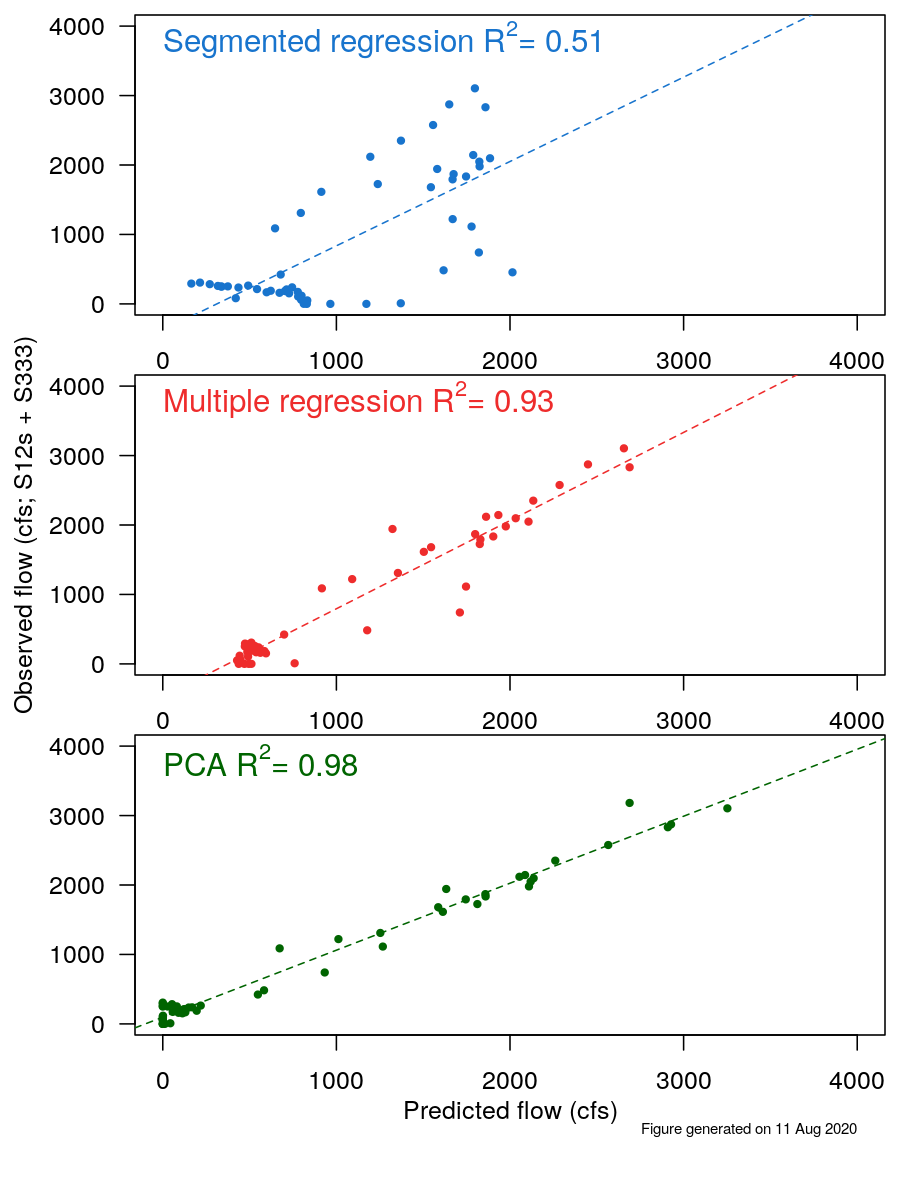 Segmented regression R2= 0.51
4000
3000
2000
1000
0
0 1000 2000 3000 4000
Multiple regression R2= 0.93
4000
3000
2000
1000
0
0 1000 2000 3000 4000
Observed flow (cfs; S12s + S333)
PCA R2= 0.98
4000
3000
2000
1000
0
0 1000 2000 3000 4000
Predicted flow (cfs)
Figure generated on 11 Aug 2020